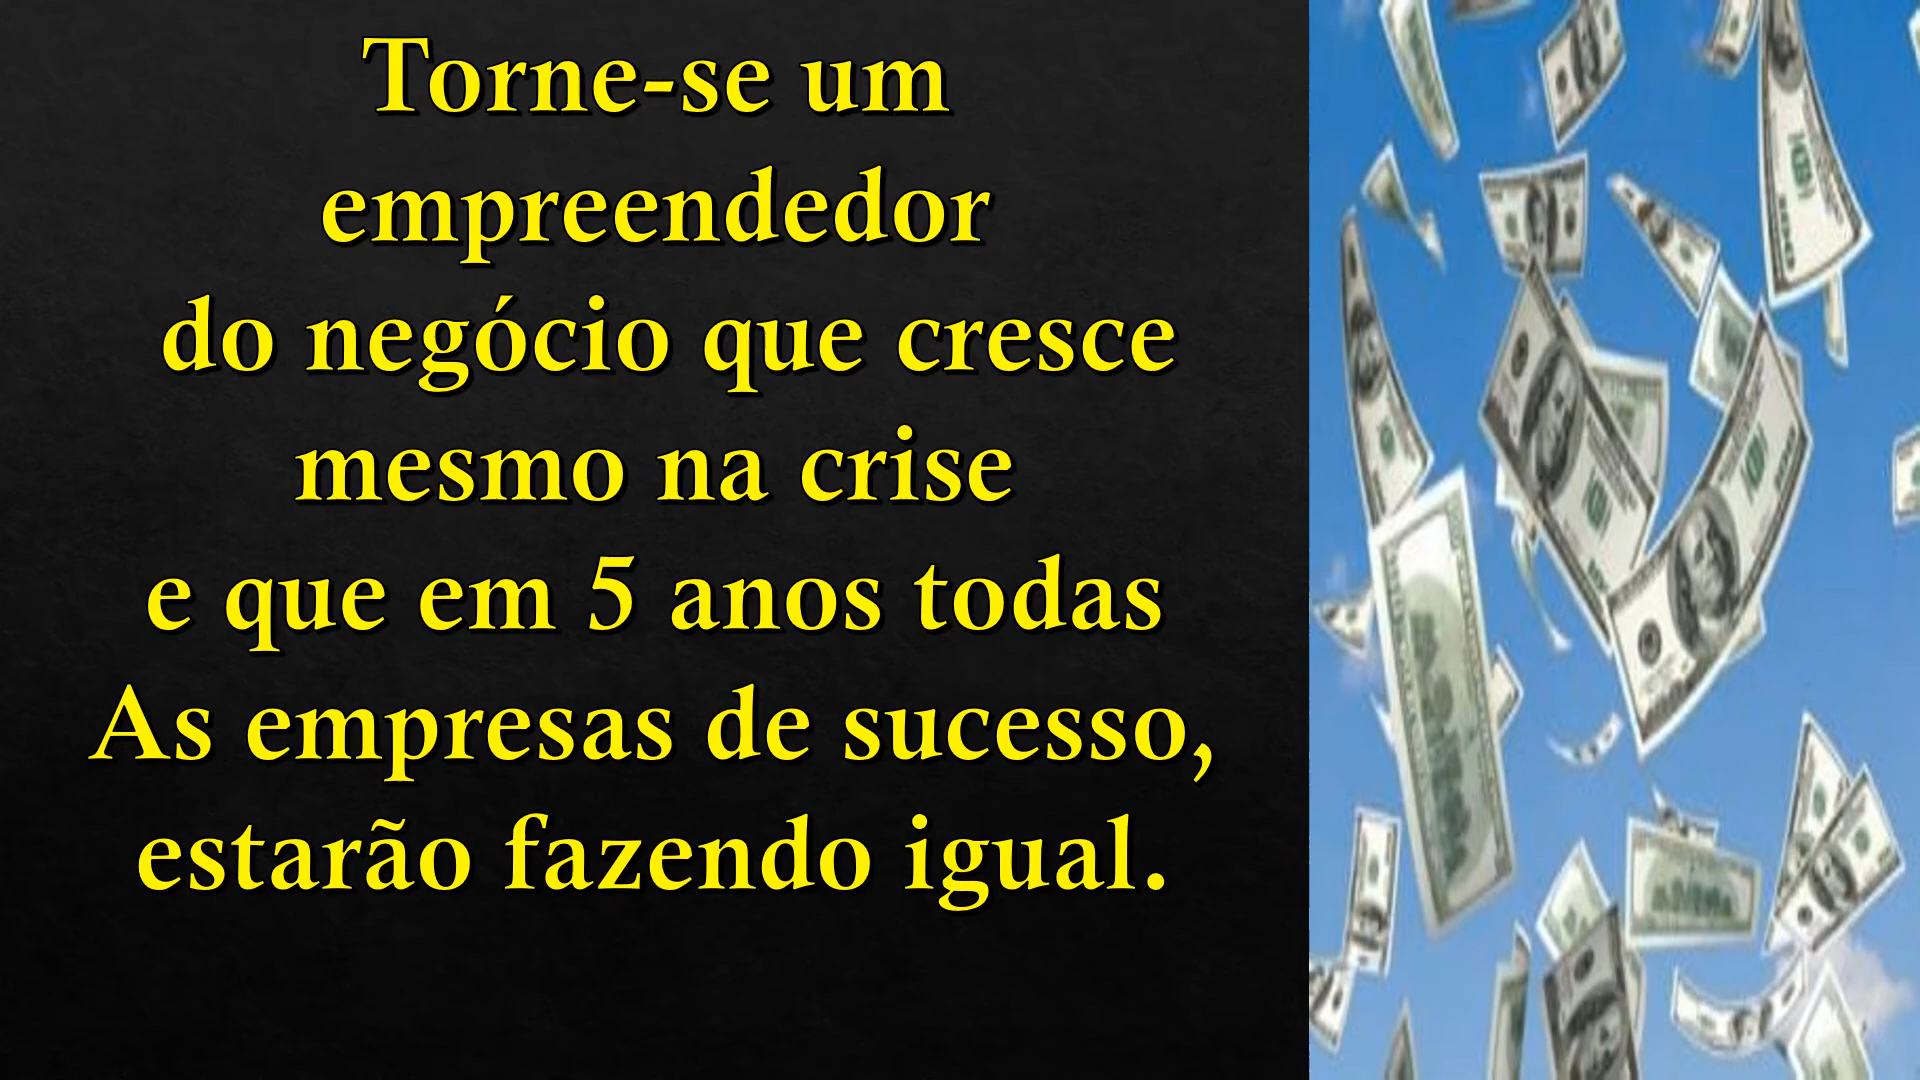 Torne-se um
empreendedor
do negócio que cresce
mesmo na crise
e que em 5 anos todas
As empresas de sucesso,
estarão fazendo igual.